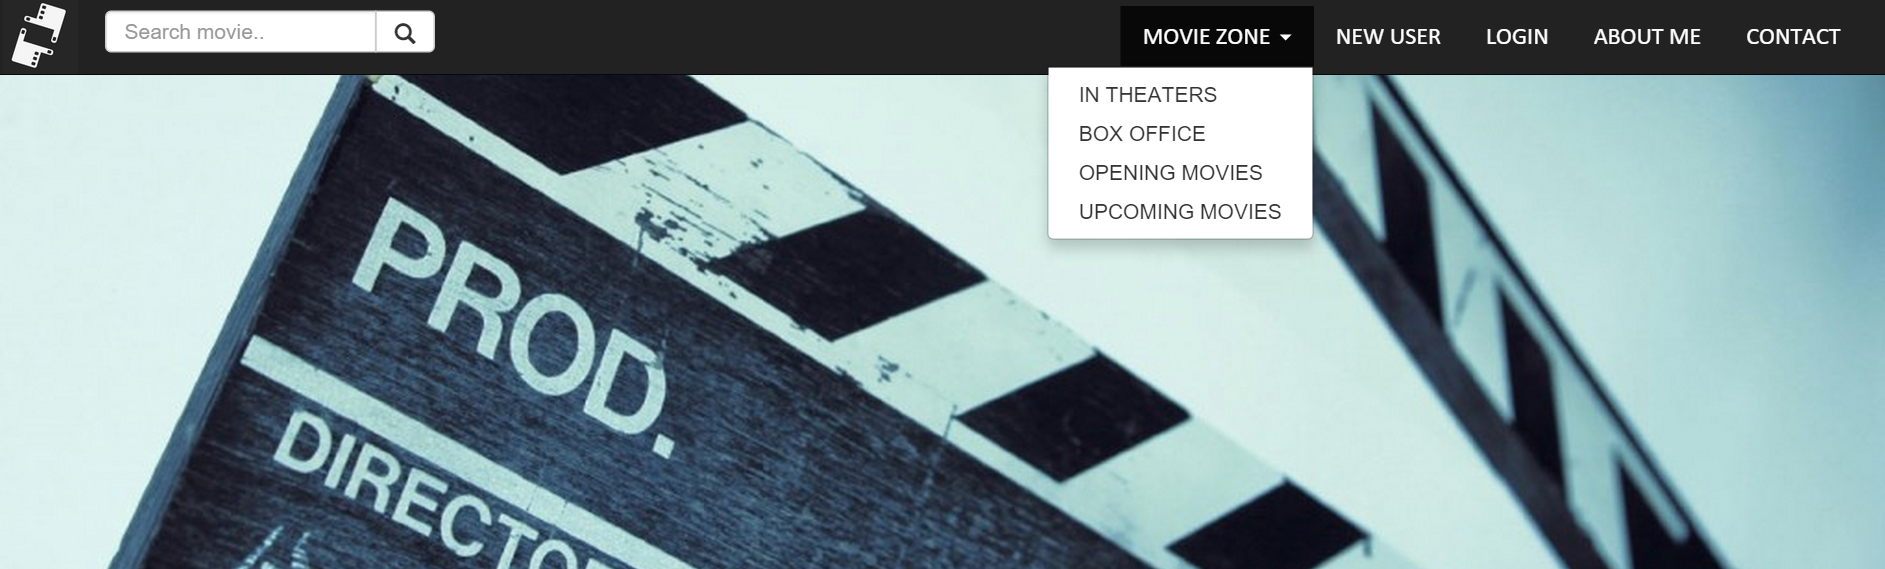 Search movie..
MOVIE ZONE
NEW USER
LOGIN
ABOUT ME
CONTACT
IN THEATERS
BOX OFFICE
OPENING MOVIES
UPCOMING MOVIES
PROD.
DIRECTO